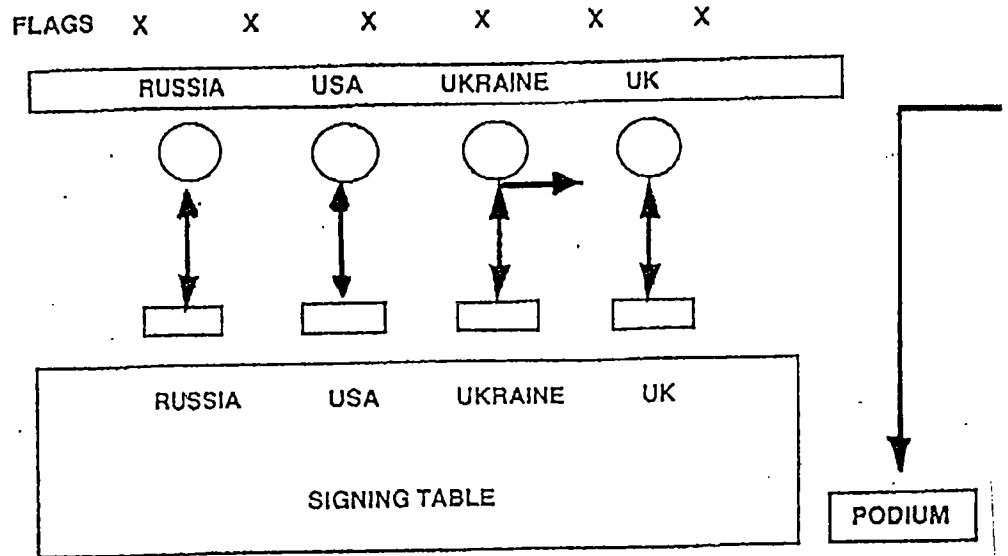 FLAGS X X X X X X
RUSSIA USA UKRAINE UK
RUSSIA USA UKRAINE UK
SIGNING TABLE
PODIUM